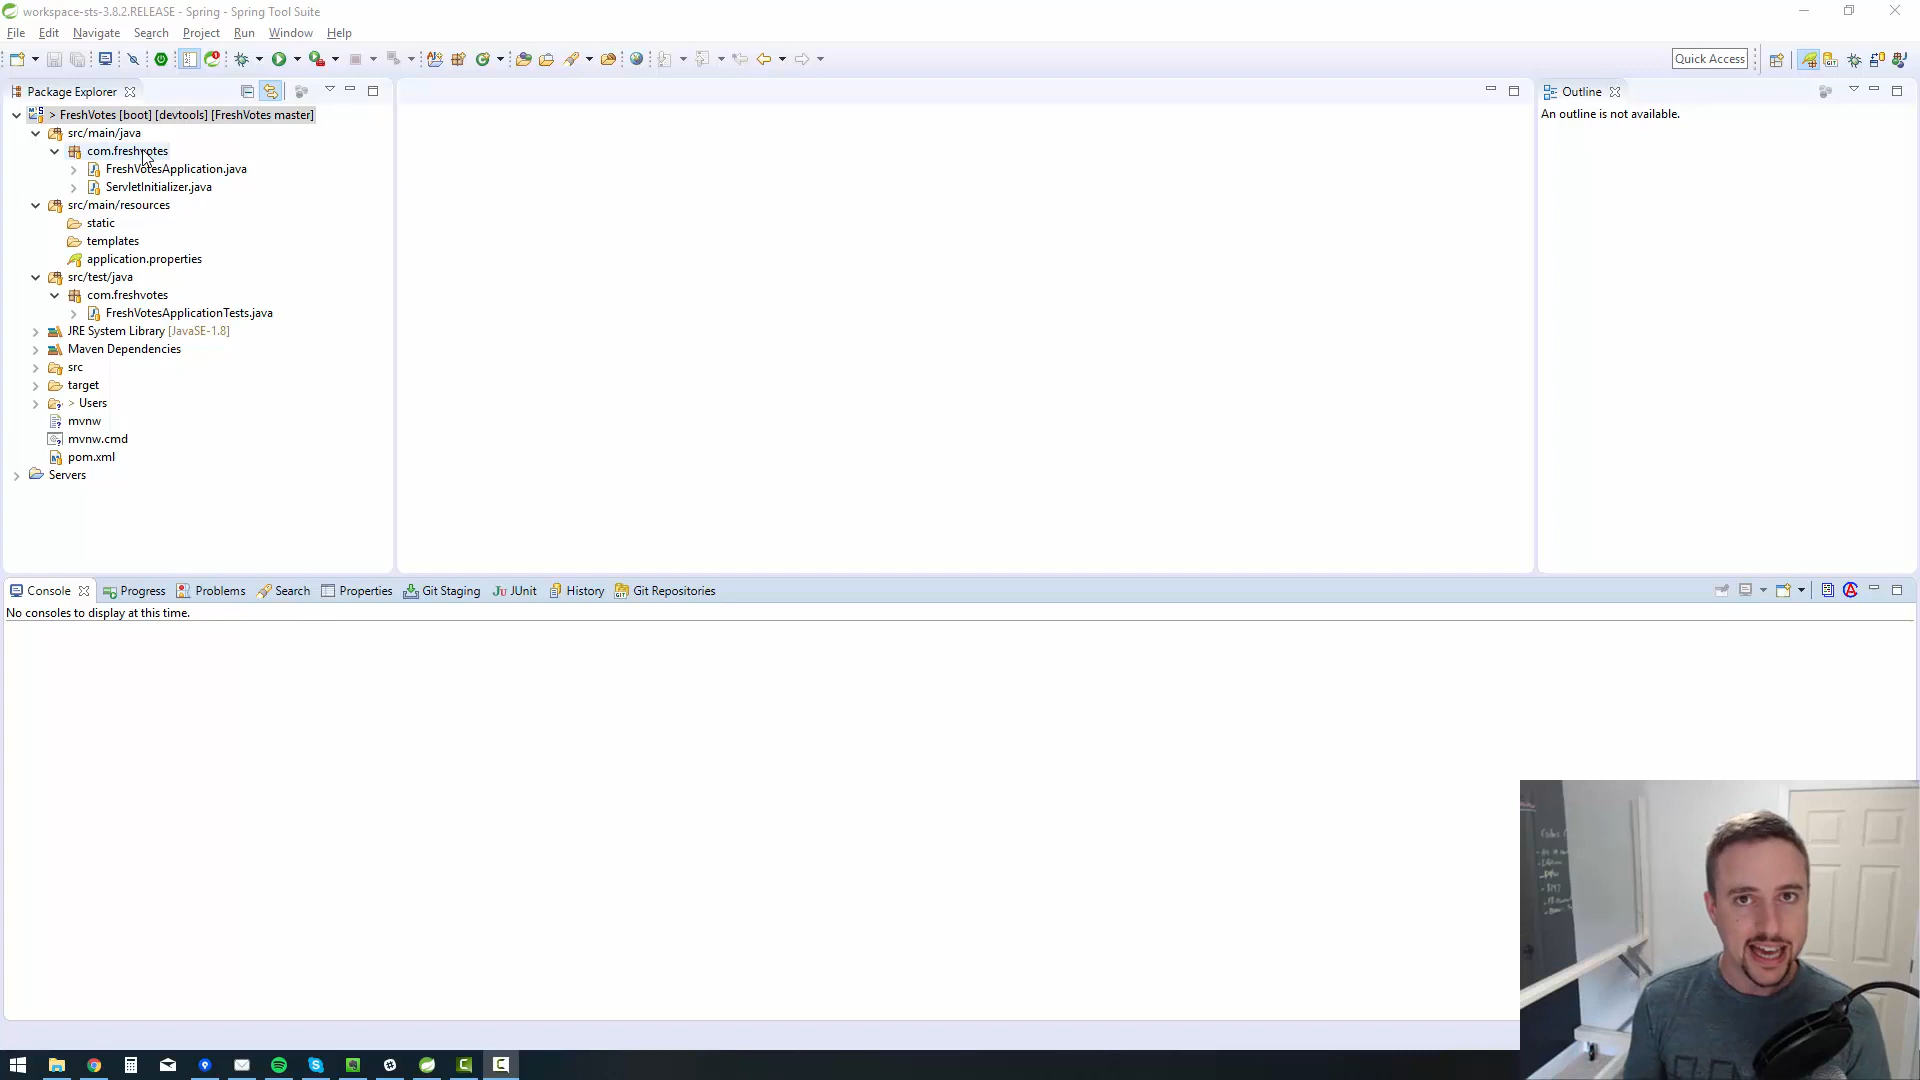 workspace-sts-3.8.2.RELEASE - Spring - Spring Tool Suite
File Edit Navigate Search Project Run Window Help
Quick Access
Package Explorer
> FreshVotes [boot] [devtools] [FreshVotes master]
src/main/java
com.freshvotes
FreshVotesApplication.java
ServletInitializer.java
src/main/resources
static
templates
application.properties
src/test/java
com.freshvotes
FreshVotesApplicationTests.java
JRE System Library [JavaSE-1.8]
Maven Dependencies
src
target
> Users
mvnw
mvnw.cmd
pom.xml
Servers
Outline
An outline is not available.
Console Progress Problems Search Properties Git Staging JUnit History Git Repositories
No consoles to display at this time.